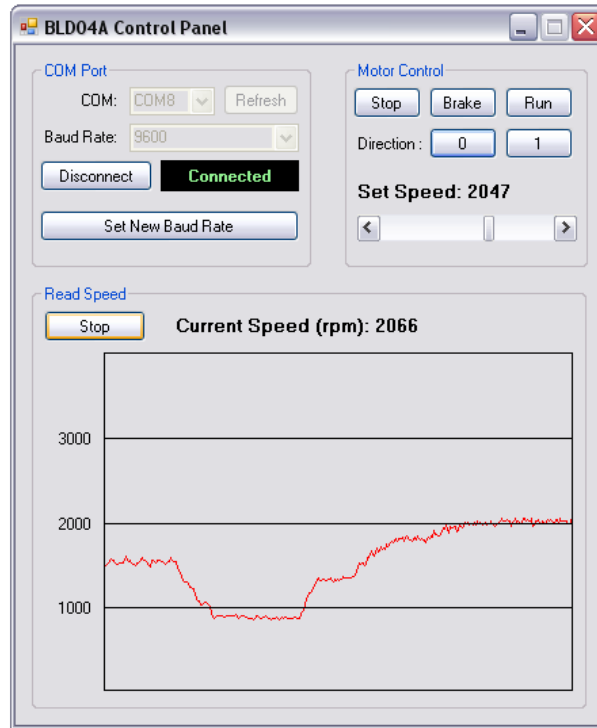 BLD04A Control Panel
COM Port
COM: COM8 Refresh
Baud Rate: 9600
Disconnect Connected
Set New Baud Rate
Motor Control
Stop Brake Run
Direction : 0 1
Set Speed: 2047
Read Speed
Stop Current Speed (rpm): 2066
3000
2000
1000